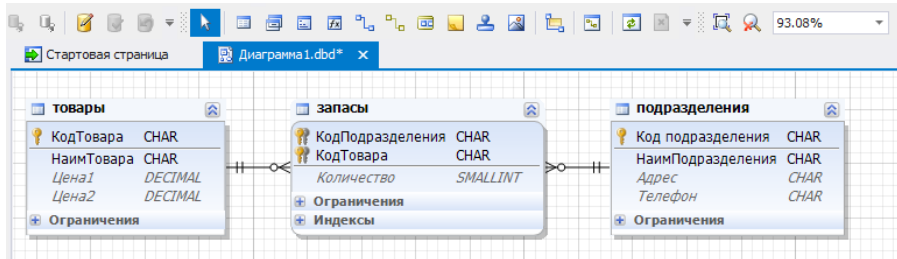 93.08%
Стартовая страница
Диаграмма1.dbd*
товары
КодТовара CHAR
НаимТовара CHAR
Цена1 DECIMAL
Цена2 DECIMAL
Ограничения
запасы
КодПодразделения CHAR
КодТовара CHAR
Количество SMALLINT
Ограничения
Индексы
подразделения
Код подразделения CHAR
НаимПодразделения CHAR
Адрес CHAR
Телефон CHAR
Ограничения